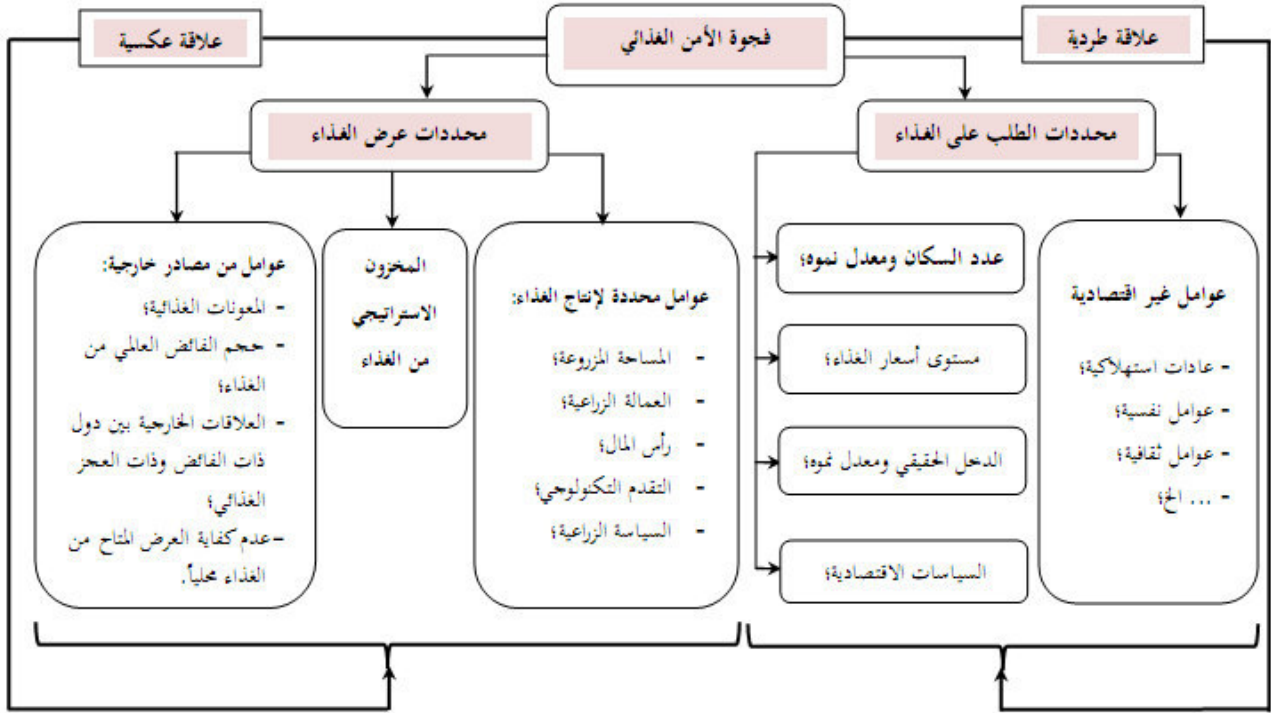 علاقة طردية
فجوة الأمن الغذائي
علاقة عكسية
محددات الطلب على الغذاء
محددات عرض الغذاء
عوامل غير اقتصادية
- عادات استهلاكية؛
- عوامل نفسية؛
- عوامل ثقافية؛
- ... الخ؛
عدد السكان ومعدل نموه؛
مستوى أسعار الغذاء؛
الدخل الحقيقي ومعدل نموه؛
السياسات الاقتصادية؛
عوامل محددة لإنتاج الغذاء:
- المساحة المزروعة؛
- العمالة الزراعية؛
- رأس المال؛
- التقدم التكنولوجي؛
- السياسة الزراعية؛
المخزون
الاستراتيجي
من الغذاء
عوامل من مصادر خارجية:
- المعونات الغذائية؛
- حجم الفائض العالمي من
الغذاء؛
- العلاقات الخارجية بين دول
ذات الفائض وذات العجز
الغذائي؛
-عدم كفاية العرض المتاح من
الغذاء محلياً.